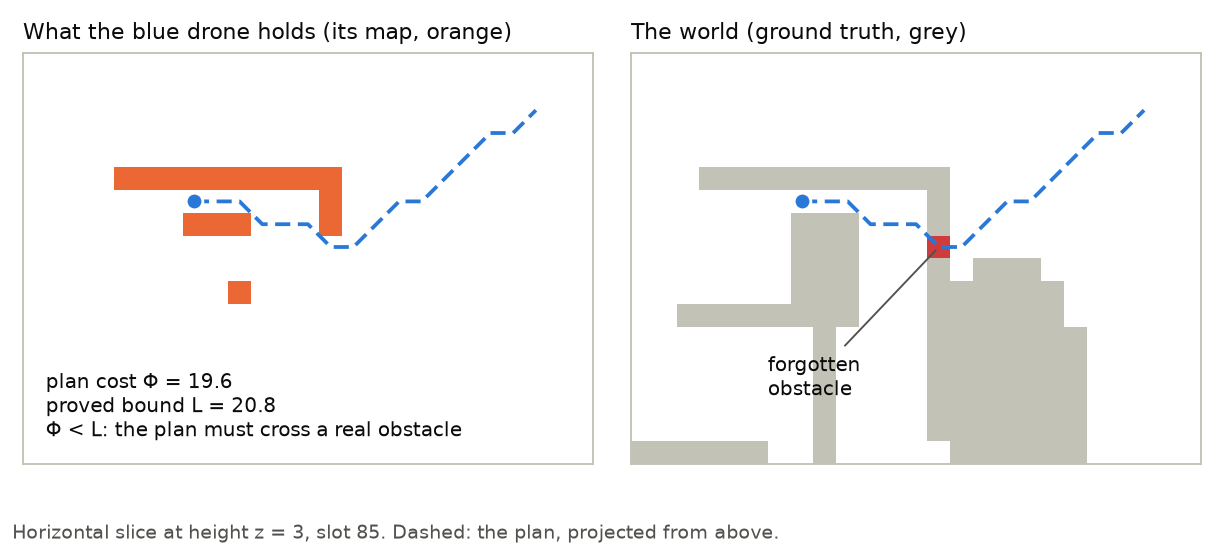 What the blue drone holds (its map, orange)
The world (ground truth, grey)
plan cost Φ = 19.6
proved bound L = 20.8
Φ < L: the plan must cross a real obstacle
forgotten
obstacle
Horizontal slice at height z = 3, slot 85. Dashed: the plan, projected from above.